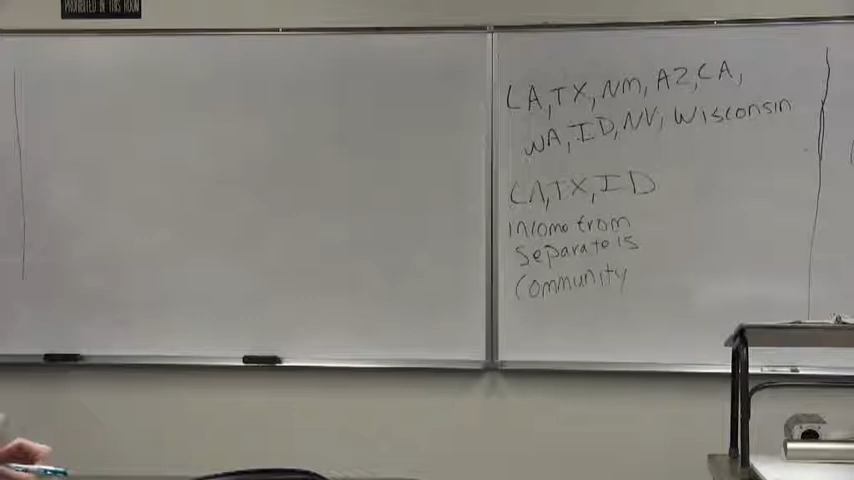 PROHIBITED IN THIS ROOM
LA, TX, NM, AZ, CA,
WA, ID, NV, Wisconsin
CA, TX, ID
Income from
Separate is
Community